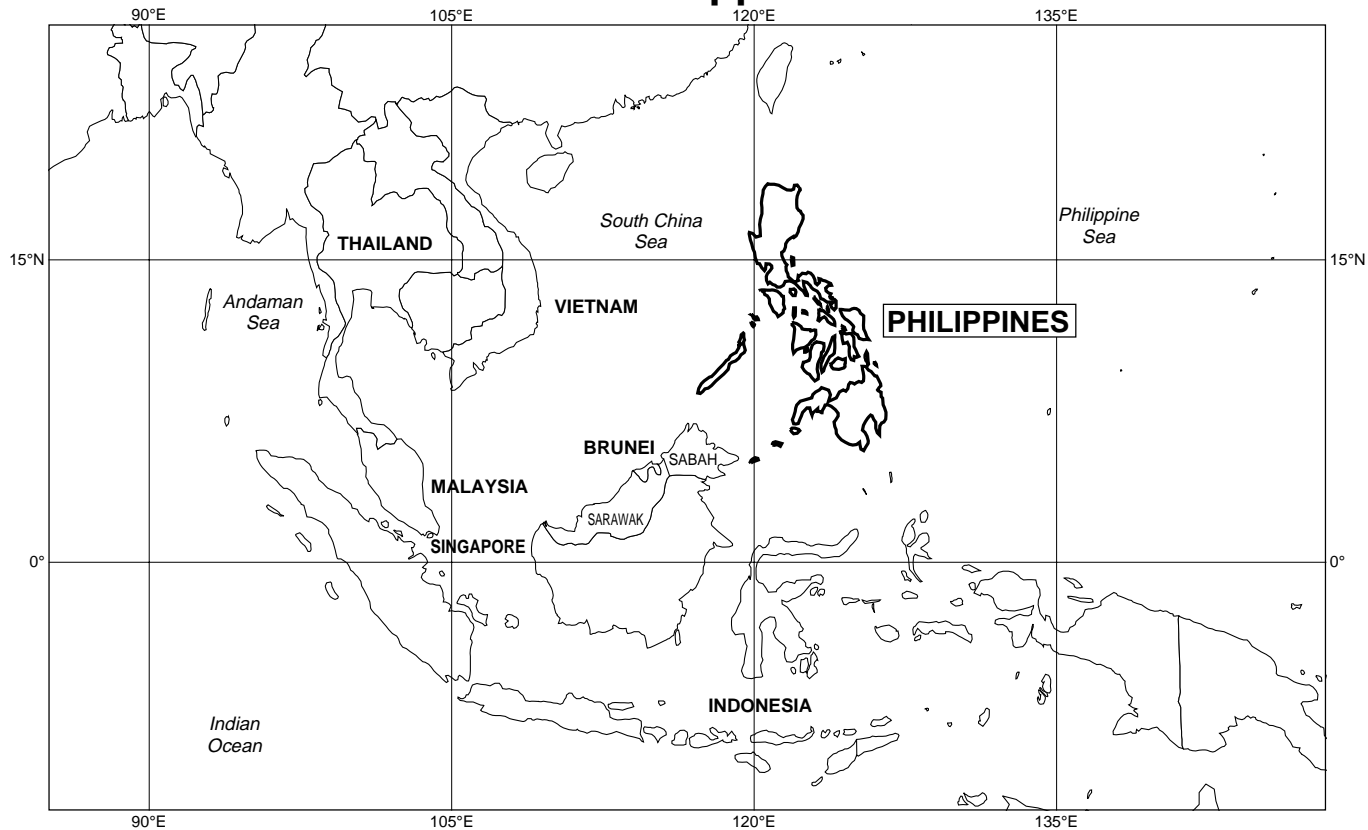 90°E 105°E 120°E 135°E
South China
Sea
Philippine
Sea
THAILAND
15°N 15°N
Andaman
Sea
VIETNAM
PHILIPPINES
BRUNEI
SABAH
MALAYSIA
SARAWAK
SINGAPORE
0° 0°
INDONESIA
Indian
Ocean
90°E 105°E 120°E 135°E